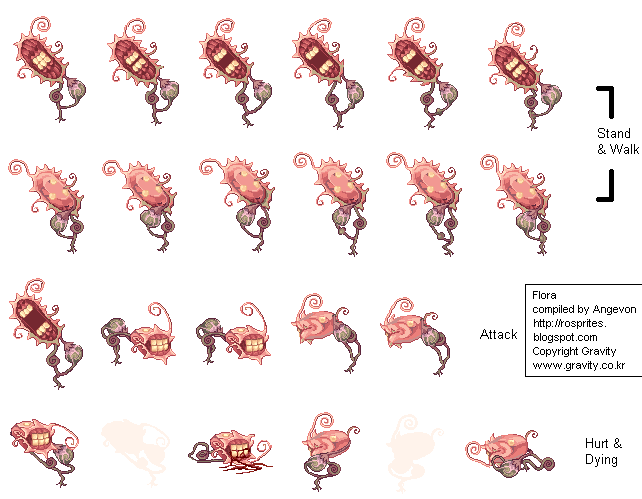 Stand
& Walk
Flora
compiled by Angevon
http://rosprites.
blogspot.com
Copyright Gravity
www.gravity.co.kr
Attack
Hurt &
Dying